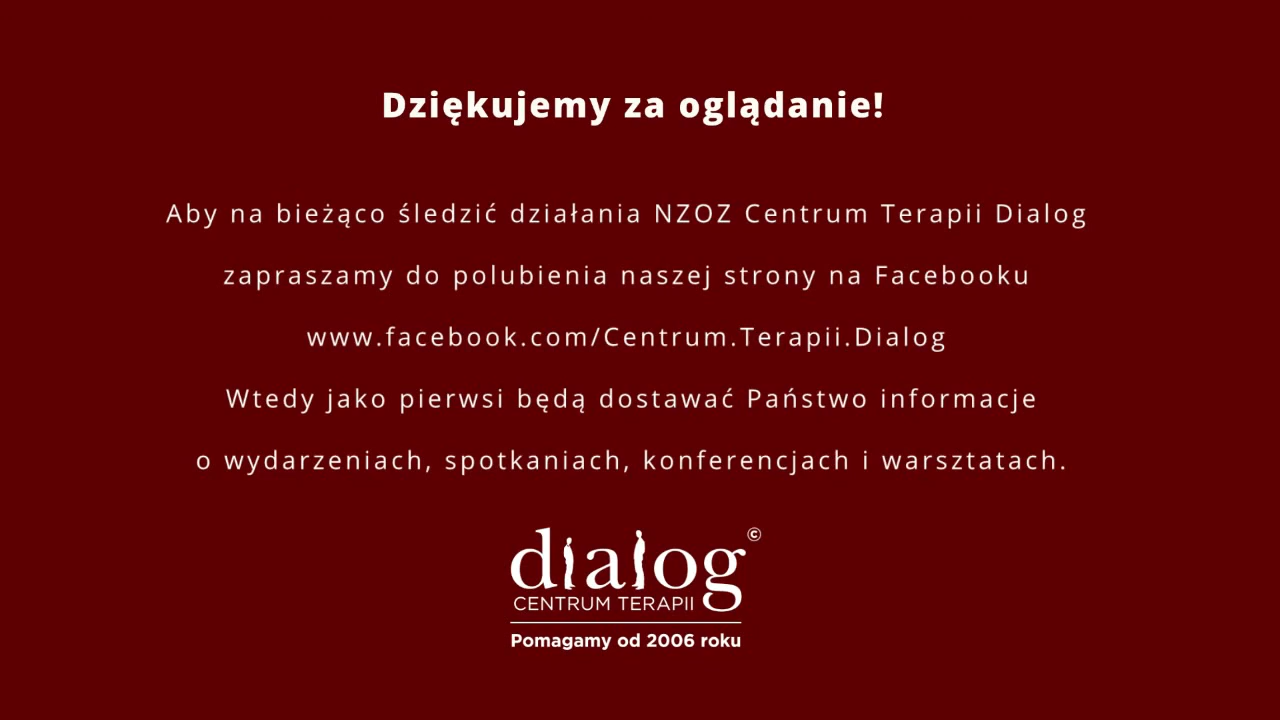 Dziękujemy za oglądanie!
Aby na bieżąco śledzić działania NZOZ Centrum Terapii Dialog
zapraszamy do polubienia naszej strony na Facebooku
www.facebook.com/Centrum.Terapii.Dialog
Wtedy jako pierwsi będą dostawać Państwo informacje
o wydarzeniach, spotkaniach, konferencjach i warsztatach.
dialog ©
CENTRUM TERAPII
Pomagamy od 2006 roku